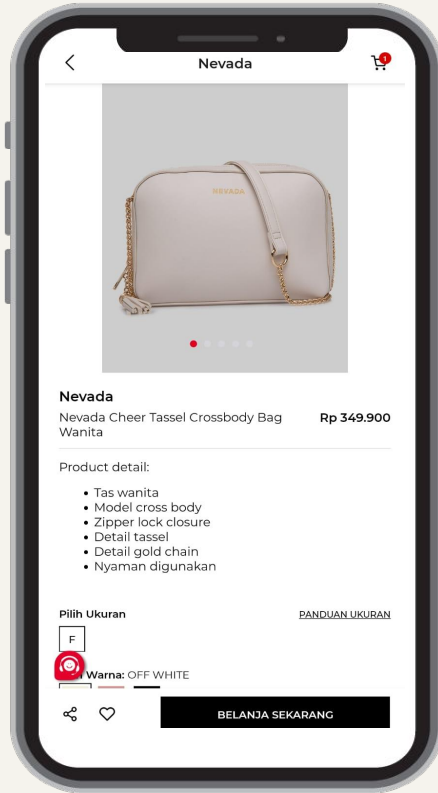 Nevada
1
NEVADA
Nevada
Nevada Cheer Tassel Crossbody Bag
Wanita
Rp 349.900
Product detail:
• Tas wanita
• Model cross body
• Zipper lock closure
• Detail tassel
• Detail gold chain
• Nyaman digunakan
Pilih Ukuran
PANDUAN UKURAN
F
Warna: OFF WHITE
BELANJA SEKARANG